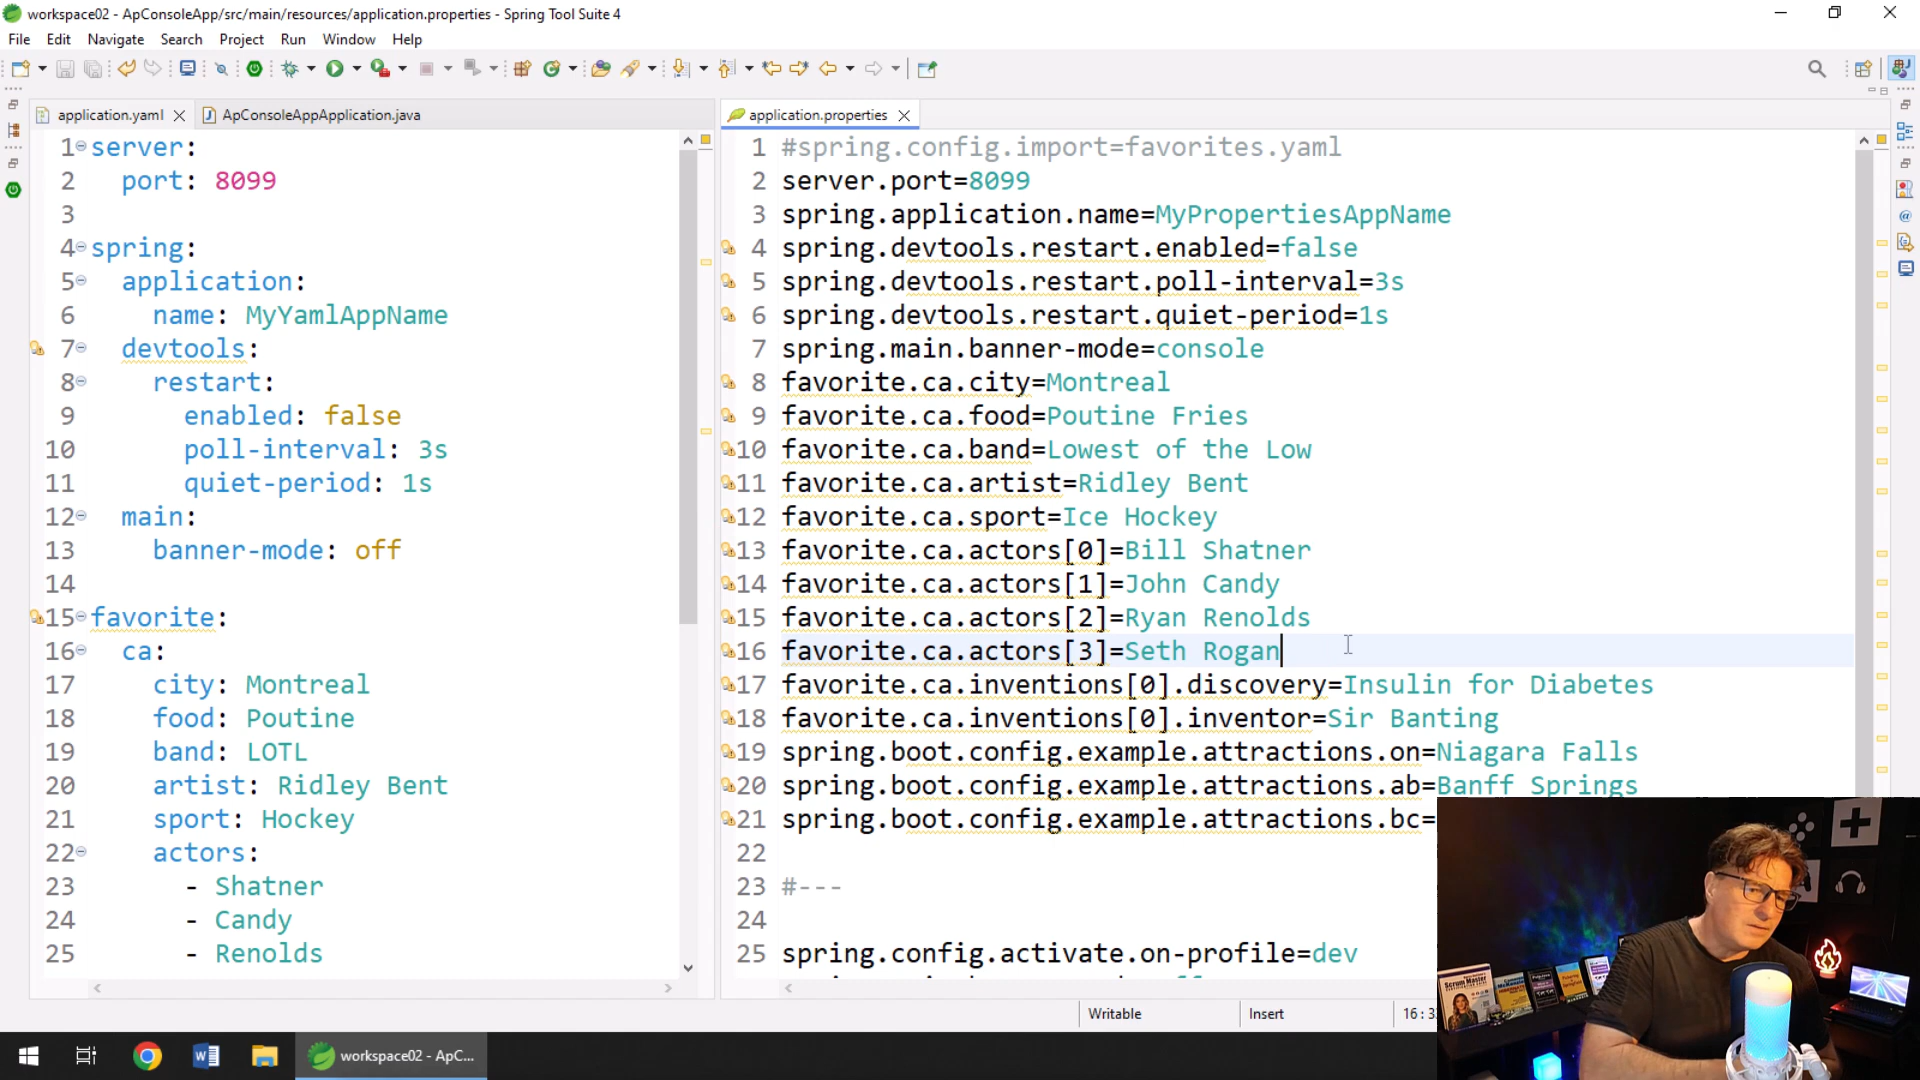 workspace02 - ApConsoleApp/src/main/resources/application.properties - Spring Tool Suite 4
File Edit Navigate Search Project Run Window Help
application.yaml
ApConsoleAppApplication.java
1 server:
2 port: 8099
3
4 spring:
5 application:
6 name: MyYamlAppName
7 devtools:
8 restart:
9 enabled: false
10 poll-interval: 3s
11 quiet-period: 1s
12 main:
13 banner-mode: off
14
15 favorite:
16 ca:
17 city: Montreal
18 food: Poutine
19 band: LOTL
20 artist: Ridley Bent
21 sport: Hockey
22 actors:
23 - Shatner
24 - Candy
25 - Renolds
application.properties
1 #spring.config.import=favorites.yaml
2 server.port=8099
3 spring.application.name=MyPropertiesAppName
4 spring.devtools.restart.enabled=false
5 spring.devtools.restart.poll-interval=3s
6 spring.devtools.restart.quiet-period=1s
7 spring.main.banner-mode=console
8 favorite.ca.city=Montreal
9 favorite.ca.food=Poutine Fries
10 favorite.ca.band=Lowest of the Low
11 favorite.ca.artist=Ridley Bent
12 favorite.ca.sport=Ice Hockey
13 favorite.ca.actors[0]=Bill Shatner
14 favorite.ca.actors[1]=John Candy
15 favorite.ca.actors[2]=Ryan Renolds
16 favorite.ca.actors[3]=Seth Rogan
17 favorite.ca.inventions[0].discovery=Insulin for Diabetes
18 favorite.ca.inventions[0].inventor=Sir Banting
19 spring.boot.config.example.attractions.on=Niagara Falls
20 spring.boot.config.example.attractions.ab=Banff Springs
21 spring.boot.config.example.attractions.bc=
22
23 #---
24
25 spring.config.activate.on-profile=dev
Writable
Insert
16 : 3
Scrum Master
workspace02 - ApC...